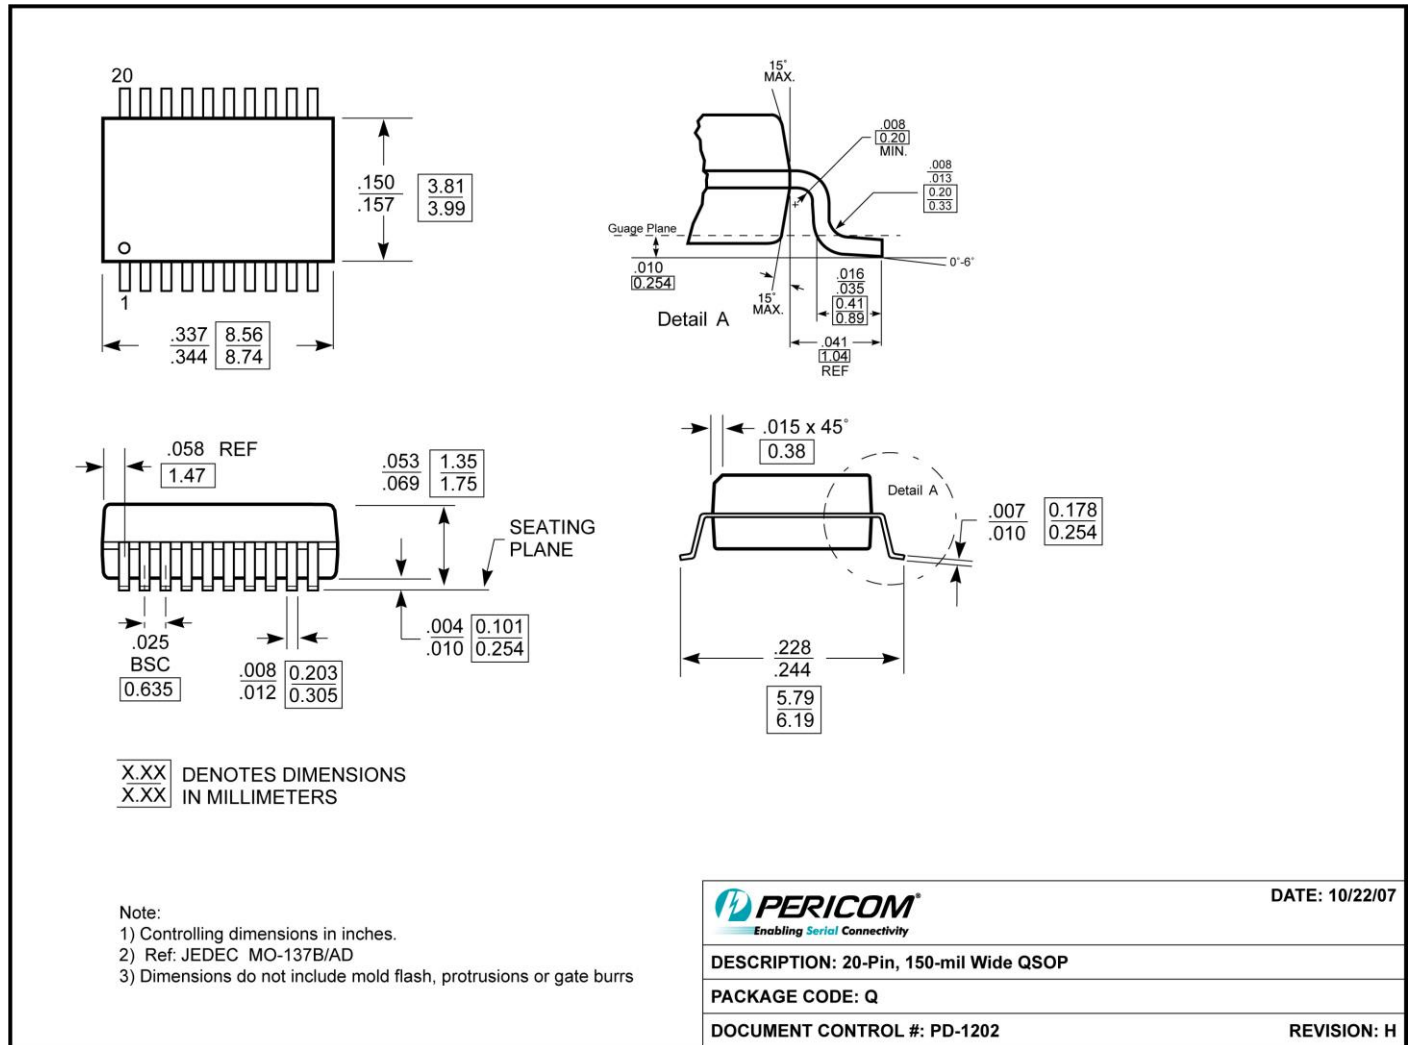 20
1
.150
.157
3.81
3.99
.337
.344
8.56
8.74
15°
MAX.
.008
0.20
MIN.
.008
.013
0.20
0.33
Guage Plane
.010
0.254
0°-6°
15°
MAX.
.016
.035
0.41
0.89
.041
1.04
REF
Detail A
.058 REF
1.47
.053
.069
1.35
1.75
SEATING
PLANE
.004
.010
0.101
0.254
.025
BSC
0.635
.008
.012
0.203
0.305
.015 x 45°
0.38
Detail A
.007
.010
0.178
0.254
.228
.244
5.79
6.19
X.XX
X.XX
DENOTES DIMENSIONS
IN MILLIMETERS
Note:
1) Controlling dimensions in inches.
2) Ref: JEDEC MO-137B/AD
3) Dimensions do not include mold flash, protrusions or gate burrs
PERICOM®
Enabling Serial Connectivity
DATE: 10/22/07
DESCRIPTION: 20-Pin, 150-mil Wide QSOP
PACKAGE CODE: Q
DOCUMENT CONTROL #: PD-1202
REVISION: H